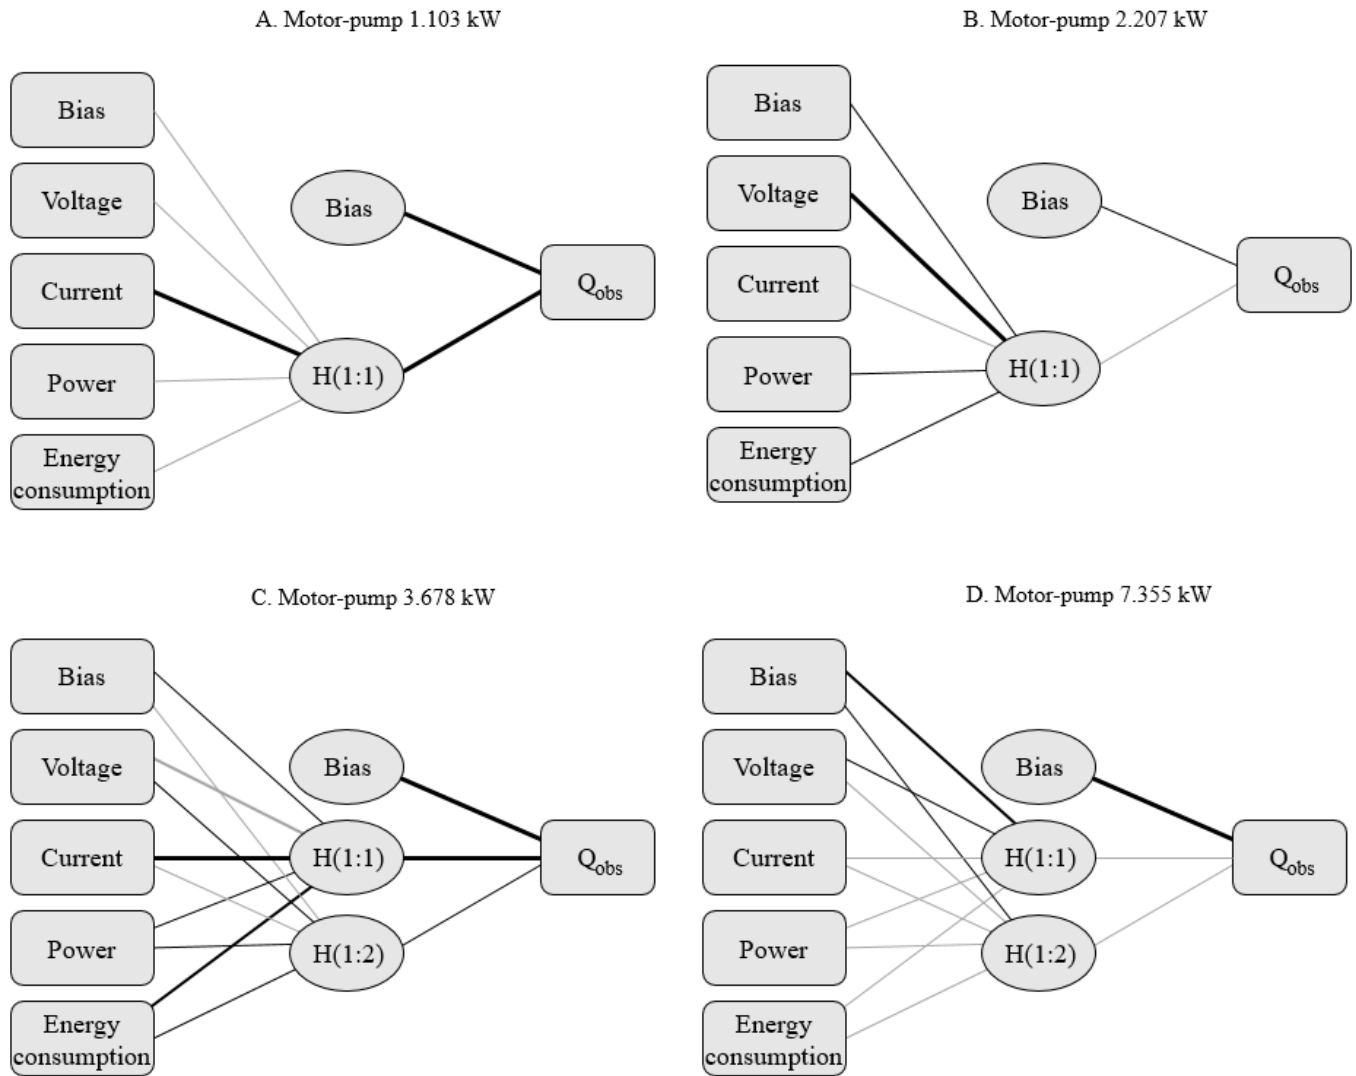 A. Motor-pump 1.103 kW
Bias
Voltage
Current
Power
Energy
consumption
Bias
H(1:1)
Qobs
B. Motor-pump 2.207 kW
Bias
Voltage
Current
Power
Energy
consumption
Bias
H(1:1)
Qobs
C. Motor-pump 3.678 kW
Bias
Voltage
Current
Power
Energy
consumption
Bias
H(1:1)
H(1:2)
Qobs
D. Motor-pump 7.355 kW
Bias
Voltage
Current
Power
Energy
consumption
Bias
H(1:1)
H(1:2)
Qobs